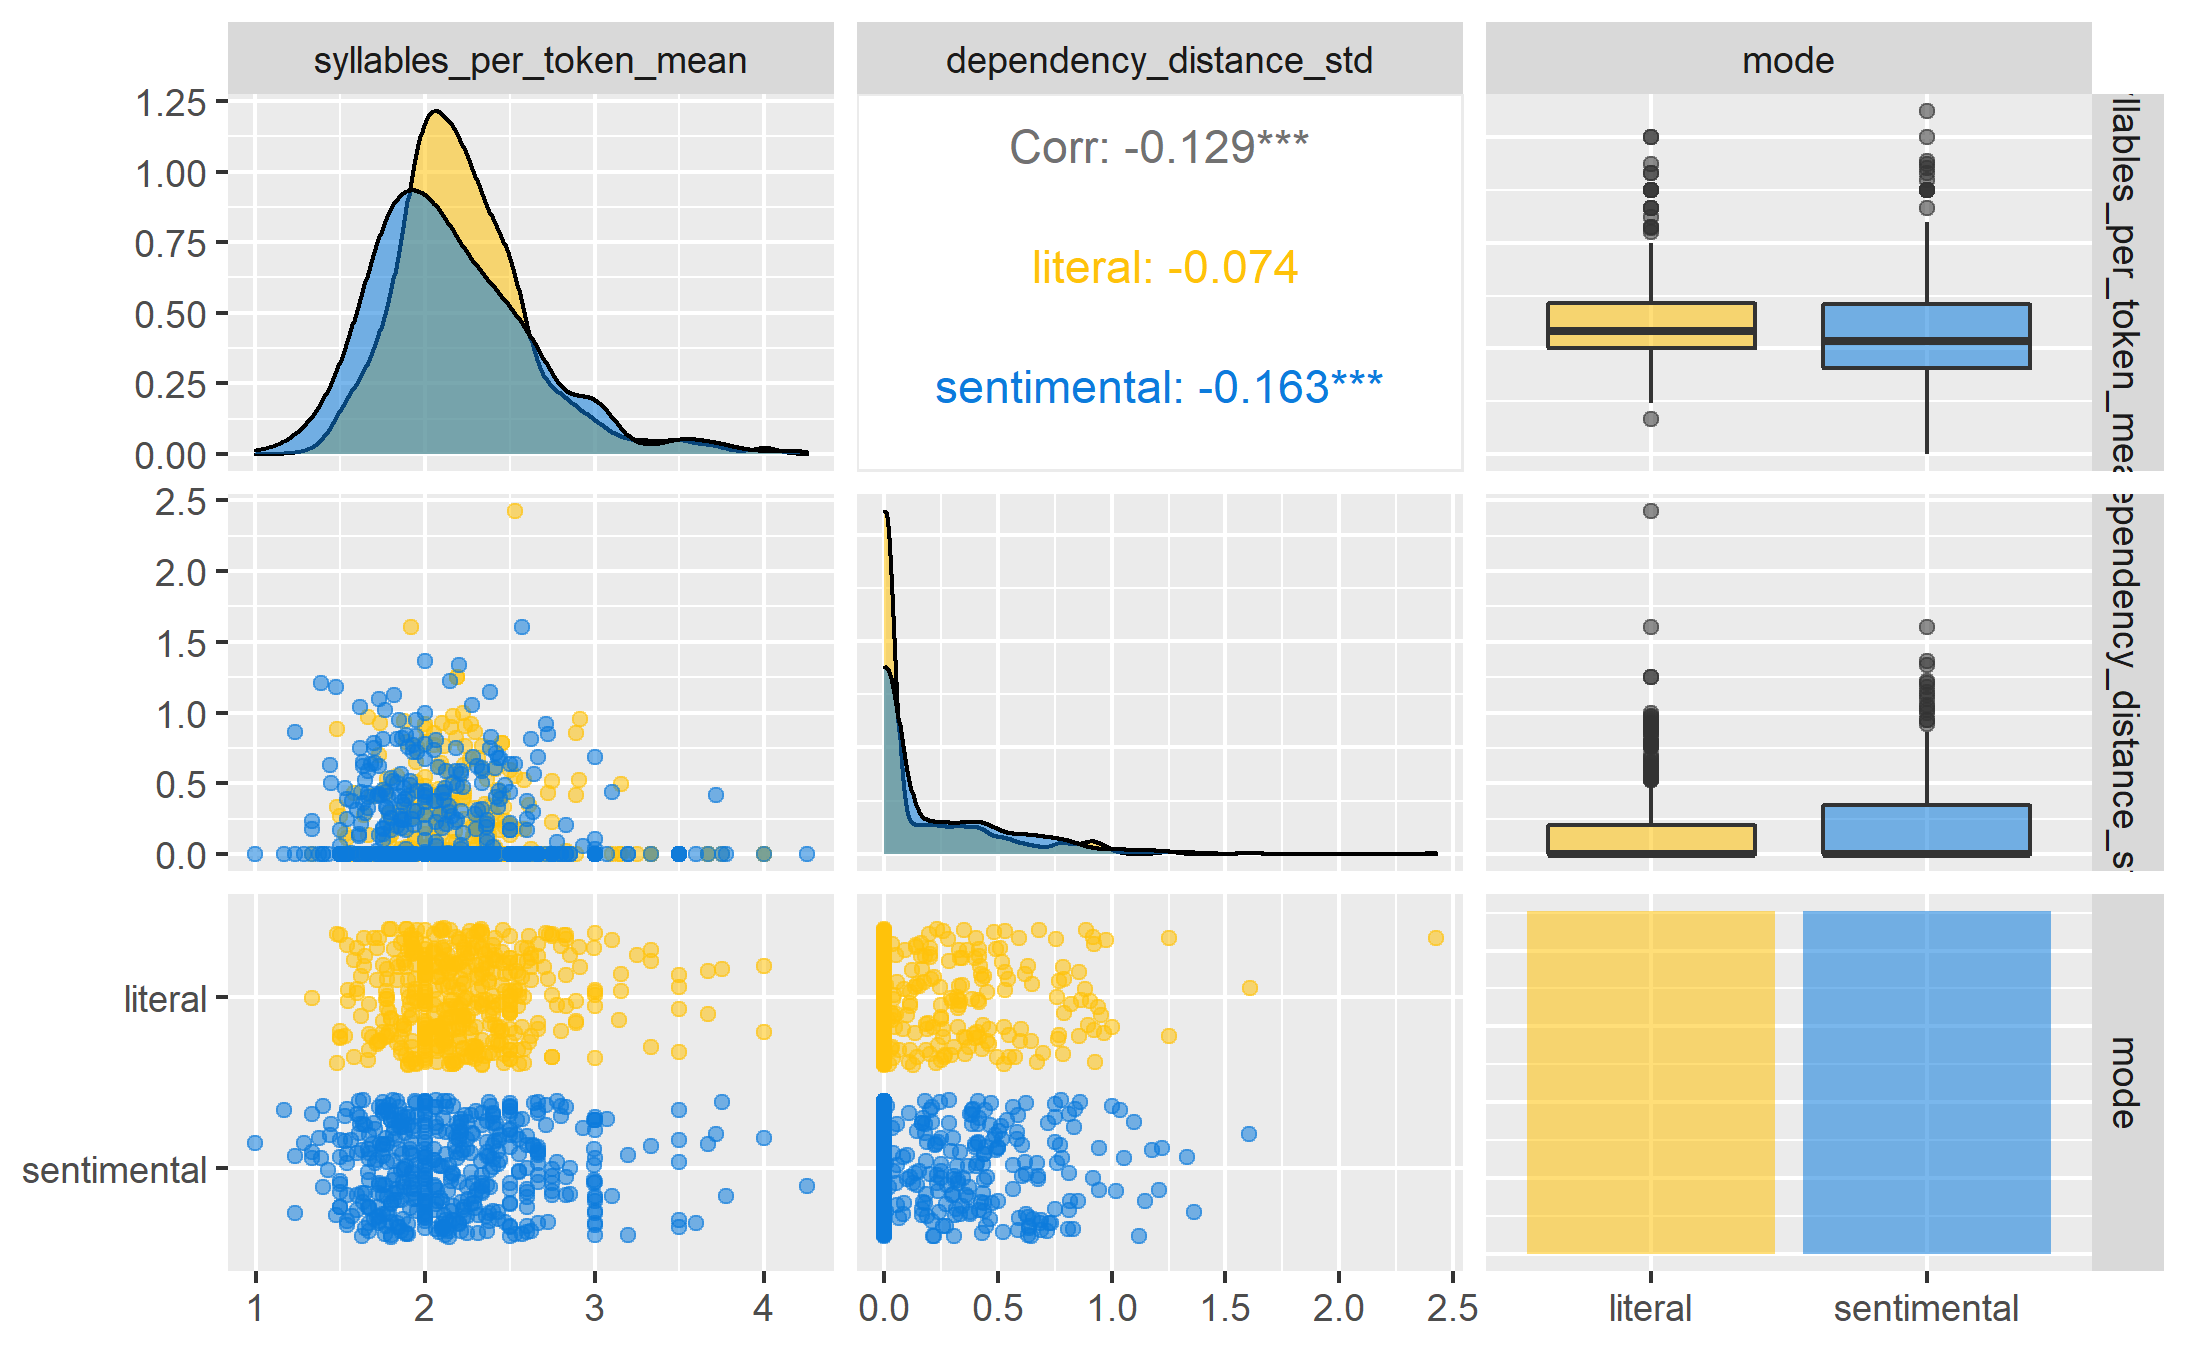 syllables_per_token_mean
dependency_distance_std
mode
1.25
1.00
0.75
0.50
0.25
0.00
Corr: -0.129***
literal: -0.074
sentimental: -0.163***
yllables_per_token_mea
2.5
2.0
1.5
1.0
0.5
0.0
ependency_distance_s
literal
sentimental
mode
1
2
3
4
0.0
0.5
1.0
1.5
2.0
2.5
literal
sentimental